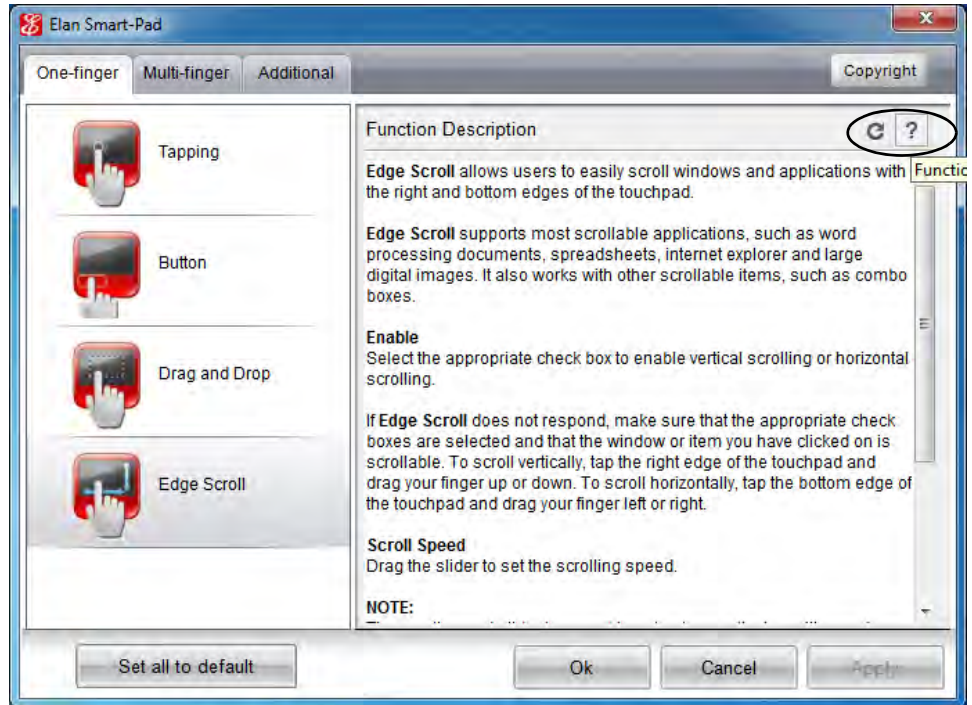 Elan Smart-Pad
One-finger Multi-finger Additional Copyright
Tapping
Button
Drag and Drop
Edge Scroll
Function Description
?
Functio
Edge Scroll allows users to easily scroll windows and applications with
the right and bottom edges of the touchpad.
Edge Scroll supports most scrollable applications, such as word
processing documents, spreadsheets, internet explorer and large
digital images. It also works with other scrollable items, such as combo
boxes.
Enable
Select the appropriate check box to enable vertical scrolling or horizontal
scrolling.
If Edge Scroll does not respond, make sure that the appropriate check
boxes are selected and that the window or item you have clicked on is
scrollable. To scroll vertically, tap the right edge of the touchpad and
drag your finger up or down. To scroll horizontally, tap the bottom edge of
the touchpad and drag your finger left or right.
Scroll Speed
Drag the slider to set the scrolling speed.
NOTE:
Set all to default Ok Cancel Apply